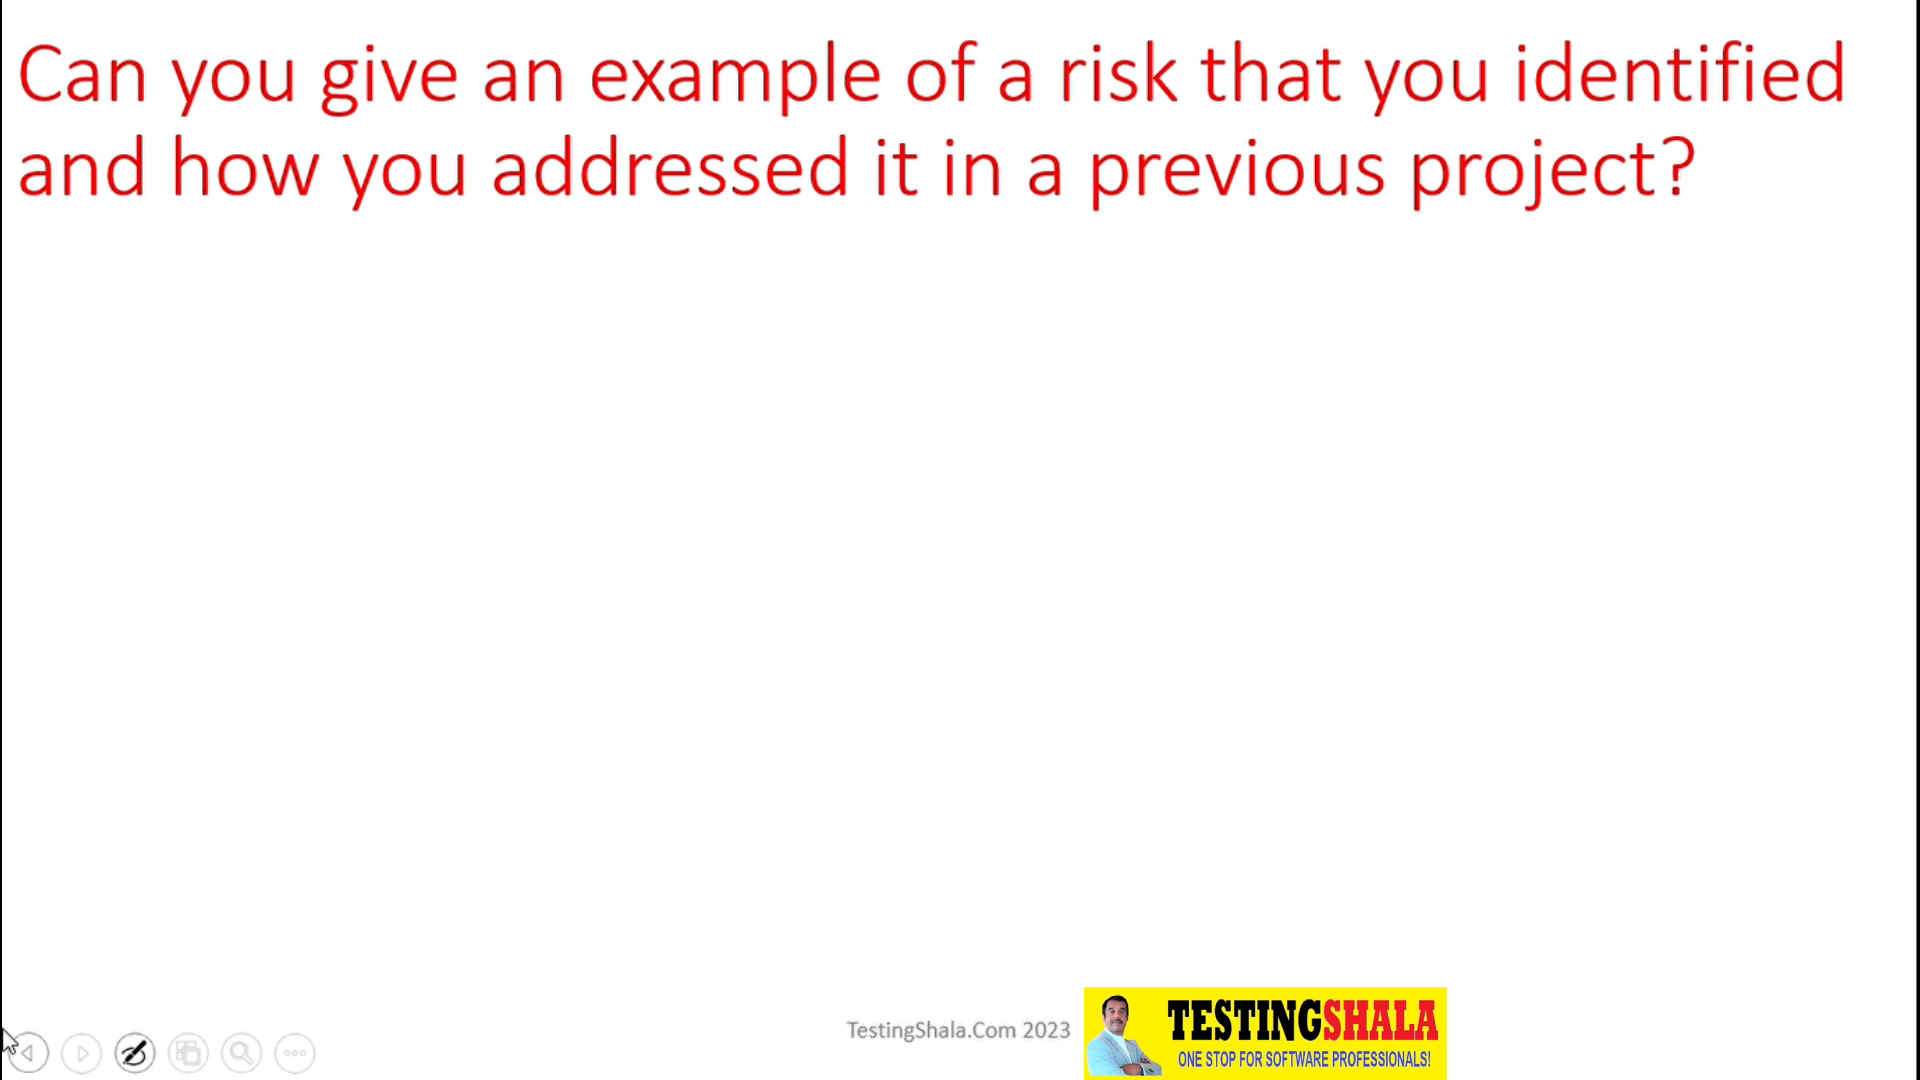 Can you give an example of a risk that you identified
and how you addressed it in a previous project?
TestingShala.Com 2023
TESTINGSHALA
ONE STOP FOR SOFTWARE PROFESSIONALS!